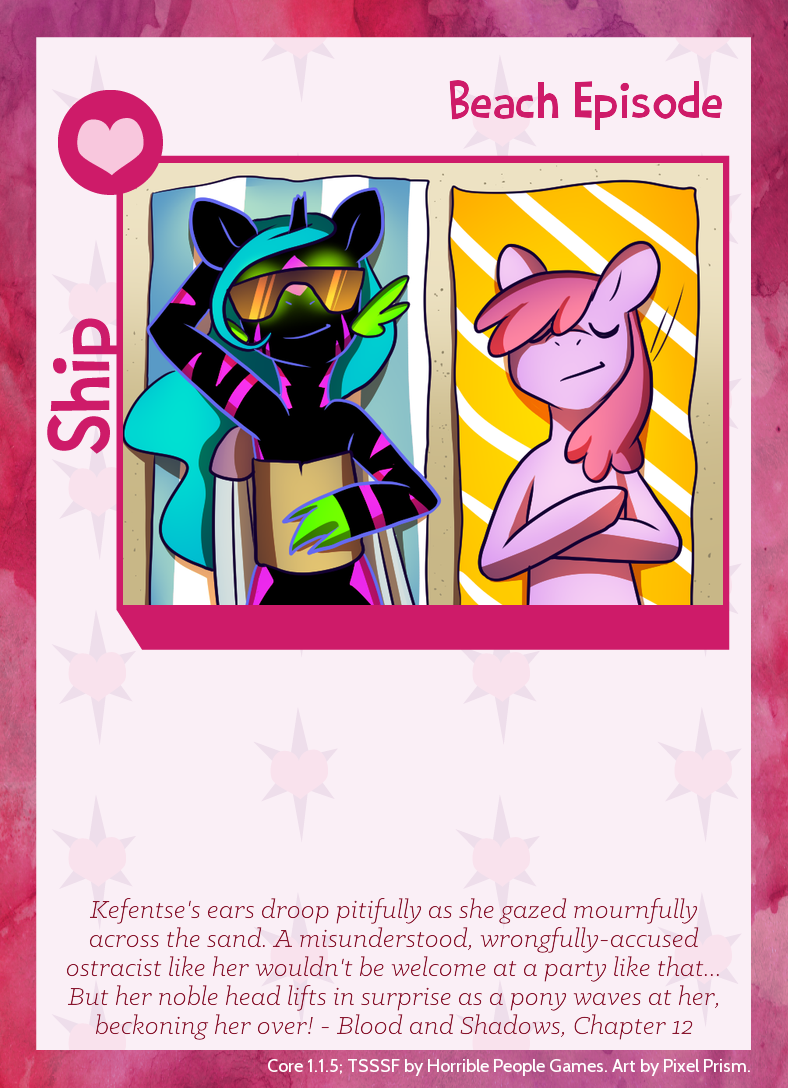 Beach Episode
Ship
Kefentse's ears droop pitifully as she gazed mournfully
across the sand. A misunderstood, wrongfully-accused
ostracist like her wouldn't be welcome at a party like that...
But her noble head lifts in surprise as a pony waves at her,
beckoning her over! - Blood and Shadows, Chapter 12
Core 1.1.5; TSSSF by Horrible People Games. Art by Pixel Prism.